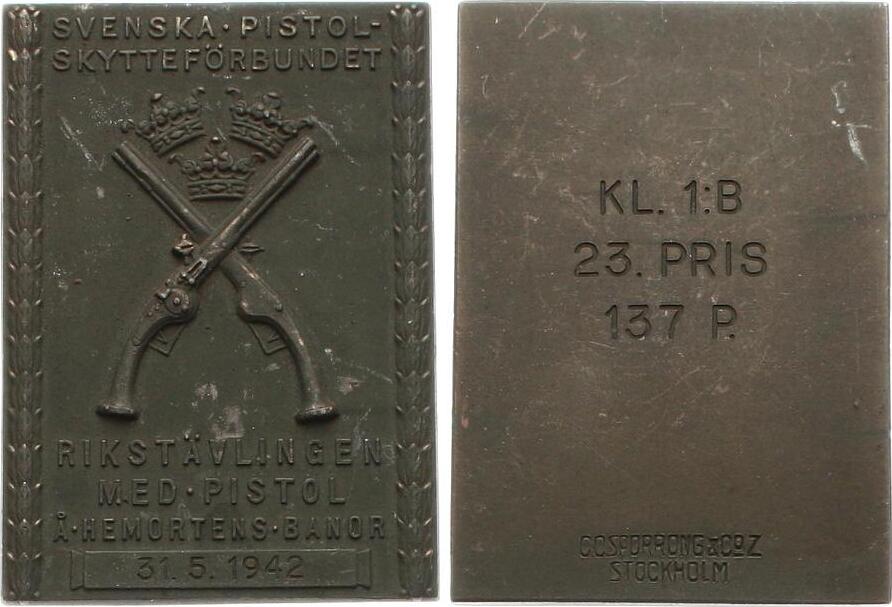 SVENSKA·PISTOL-
SKYTTEFÖRBUNDET
RIKSTÄVLINGEN
MED·PISTOL
Å·HEMORTENS·BANOR
31. 5. 1942
KL. 1:B
23. PRIS
137 P.
C.C.SPORRONG&CO Z
STOCKHOLM